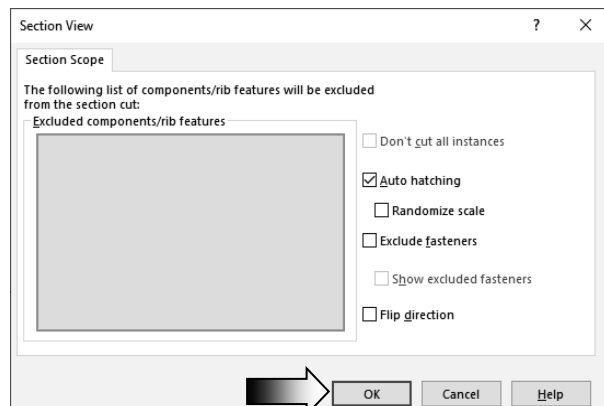 Section View
?
Section Scope
The following list of components/rib features will be excluded
from the section cut:
Excluded components/rib features
Don't cut all instances
Auto hatching
Randomize scale
Exclude fasteners
Show excluded fasteners
Flip direction
OK
Cancel
Help